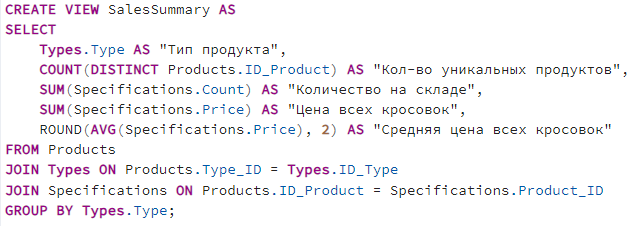 CREATE VIEW SalesSummary AS
SELECT
Types.Type AS "Тип продукта",
COUNT(DISTINCT Products.ID_Product) AS "Кол-во уникальных продуктов",
SUM(Specifications.Count) AS "Количество на складе",
SUM(Specifications.Price) AS "Цена всех кросовок",
ROUND(AVG(Specifications.Price), 2) AS "Средняя цена всех кросовок"
FROM Products
JOIN Types ON Products.Type_ID = Types.ID_Type
JOIN Specifications ON Products.ID_Product = Specifications.Product_ID
GROUP BY Types.Type;